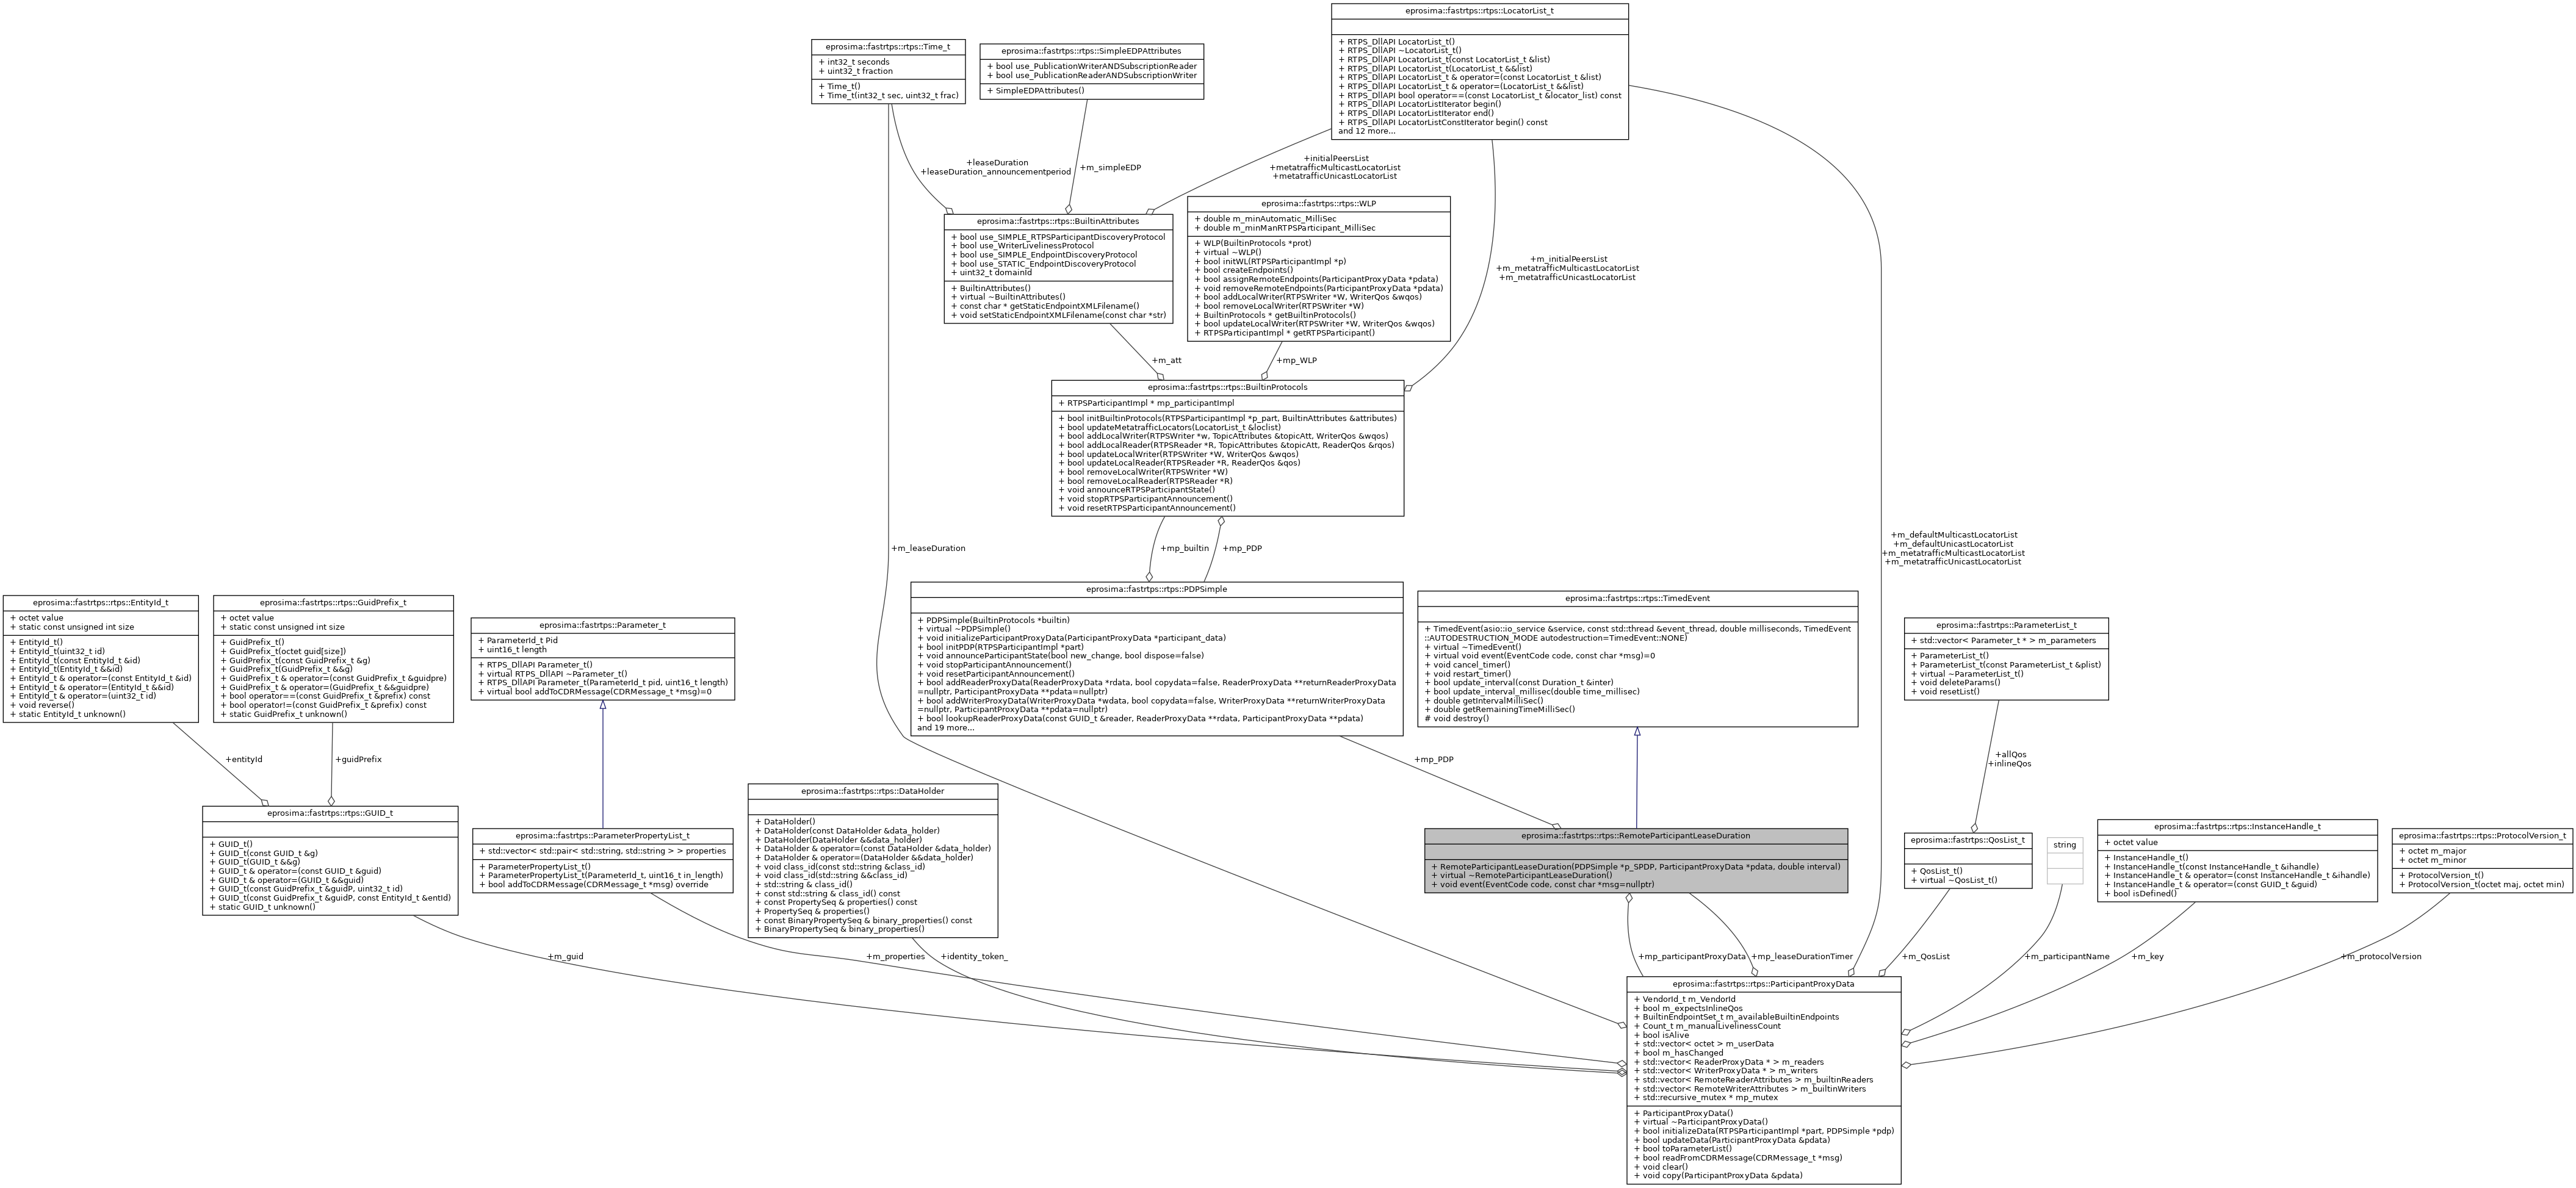 eprosima::fastrtps::rtps::LocatorList_t
+ RTPS_DllAPI LocatorList_t()
+ RTPS_DllAPI ~LocatorList_t()
+ RTPS_DllAPI LocatorList_t(const LocatorList_t &list)
+ RTPS_DllAPI LocatorList_t(LocatorList_t &&list)
+ RTPS_DllAPI LocatorList_t & operator=(const LocatorList_t &list)
+ RTPS_DllAPI LocatorList_t & operator=(LocatorList_t &&list)
+ RTPS_DllAPI bool operator==(const LocatorList_t &locator_list) const
+ RTPS_DllAPI LocatorListIterator begin()
+ RTPS_DllAPI LocatorListIterator end()
+ RTPS_DllAPI LocatorListConstIterator begin() const
and 12 more...
eprosima::fastrtps::rtps::Time_t
+ int32_t seconds
+ uint32_t fraction
+ Time_t()
+ Time_t(int32_t sec, uint32_t frac)
eprosima::fastrtps::rtps::SimpleEDPAttributes
+ bool use_PublicationWriterANDSubscriptionReader
+ bool use_PublicationReaderANDSubscriptionWriter
+ SimpleEDPAttributes()
+leaseDuration
+leaseDuration_announcementperiod
+m_simpleEDP
+initialPeersList
+metatrafficMulticastLocatorList
+metatrafficUnicastLocatorList
eprosima::fastrtps::rtps::BuiltinAttributes
+ bool use_SIMPLE_RTPSParticipantDiscoveryProtocol
+ bool use_WriterLivelinessProtocol
+ bool use_SIMPLE_EndpointDiscoveryProtocol
+ bool use_STATIC_EndpointDiscoveryProtocol
+ uint32_t domainId
+ BuiltinAttributes()
+ virtual ~BuiltinAttributes()
+ const char * getStaticEndpointXMLFilename()
+ void setStaticEndpointXMLFilename(const char *str)
eprosima::fastrtps::rtps::WLP
+ double m_minAutomatic_MilliSec
+ double m_minManRTPSParticipant_MilliSec
+ WLP(BuiltinProtocols *prot)
+ virtual ~WLP()
+ bool initWL(RTPSParticipantImpl *p)
+ bool createEndpoints()
+ bool assignRemoteEndpoints(ParticipantProxyData *pdata)
+ void removeRemoteEndpoints(ParticipantProxyData *pdata)
+ bool addLocalWriter(RTPSWriter *W, WriterQos &wqos)
+ bool removeLocalWriter(RTPSWriter *W)
+ BuiltinProtocols * getBuiltinProtocols()
+ bool updateLocalWriter(RTPSWriter *W, WriterQos &wqos)
+ RTPSParticipantImpl * getRTPSParticipant()
+m_initialPeersList
+m_metatrafficMulticastLocatorList
+m_metatrafficUnicastLocatorList
+m_att
+mp_WLP
eprosima::fastrtps::rtps::BuiltinProtocols
+ RTPSParticipantImpl * mp_participantImpl
+ bool initBuiltinProtocols(RTPSParticipantImpl *p_part, BuiltinAttributes &attributes)
+ bool updateMetatrafficLocators(LocatorList_t &loclist)
+ bool addLocalWriter(RTPSWriter *w, TopicAttributes &topicAtt, WriterQos &wqos)
+ bool addLocalReader(RTPSReader *R, TopicAttributes &topicAtt, ReaderQos &rqos)
+ bool updateLocalWriter(RTPSWriter *W, WriterQos &wqos)
+ bool updateLocalReader(RTPSReader *R, ReaderQos &qos)
+ bool removeLocalWriter(RTPSWriter *W)
+ bool removeLocalReader(RTPSReader *R)
+ void announceRTPSParticipantState()
+ void stopRTPSParticipantAnnouncement()
+ void resetRTPSParticipantAnnouncement()
+m_leaseDuration
+mp_builtin
+mp_PDP
+m_defaultMulticastLocatorList
+m_defaultUnicastLocatorList
+m_metatrafficMulticastLocatorList
+m_metatrafficUnicastLocatorList
eprosima::fastrtps::rtps::EntityId_t
+ octet value
+ static const unsigned int size
+ EntityId_t()
+ EntityId_t(uint32_t id)
+ EntityId_t(const EntityId_t &id)
+ EntityId_t(EntityId_t &&id)
+ EntityId_t & operator=(const EntityId_t &id)
+ EntityId_t & operator=(EntityId_t &&id)
+ EntityId_t & operator=(uint32_t id)
+ void reverse()
+ static EntityId_t unknown()
eprosima::fastrtps::rtps::GuidPrefix_t
+ octet value
+ static const unsigned int size
+ GuidPrefix_t()
+ GuidPrefix_t(octet guid[size])
+ GuidPrefix_t(const GuidPrefix_t &g)
+ GuidPrefix_t(GuidPrefix_t &&g)
+ GuidPrefix_t & operator=(const GuidPrefix_t &guidpre)
+ GuidPrefix_t & operator=(GuidPrefix_t &&guidpre)
+ bool operator==(const GuidPrefix_t &prefix) const
+ bool operator!=(const GuidPrefix_t &prefix) const
+ static GuidPrefix_t unknown()
eprosima::fastrtps::Parameter_t
+ ParameterId_t Pid
+ uint16_t length
+ RTPS_DllAPI Parameter_t()
+ virtual RTPS_DllAPI ~Parameter_t()
+ RTPS_DllAPI Parameter_t(ParameterId_t pid, uint16_t length)
+ virtual bool addToCDRMessage(CDRMessage_t *msg)=0
eprosima::fastrtps::rtps::PDPSimple
+ PDPSimple(BuiltinProtocols *builtin)
+ virtual ~PDPSimple()
+ void initializeParticipantProxyData(ParticipantProxyData *participant_data)
+ bool initPDP(RTPSParticipantImpl *part)
+ void announceParticipantState(bool new_change, bool dispose=false)
+ void stopParticipantAnnouncement()
+ void resetParticipantAnnouncement()
+ bool addReaderProxyData(ReaderProxyData *rdata, bool copydata=false, ReaderProxyData **returnReaderProxyData
=nullptr, ParticipantProxyData **pdata=nullptr)
+ bool addWriterProxyData(WriterProxyData *wdata, bool copydata=false, WriterProxyData **returnWriterProxyData
=nullptr, ParticipantProxyData **pdata=nullptr)
+ bool lookupReaderProxyData(const GUID_t &reader, ReaderProxyData **rdata, ParticipantProxyData **pdata)
and 19 more...
eprosima::fastrtps::rtps::TimedEvent
+ TimedEvent(asio::io_service &service, const std::thread &event_thread, double milliseconds, TimedEvent
::AUTODESTRUCTION_MODE autodestruction=TimedEvent::NONE)
+ virtual ~TimedEvent()
+ virtual void event(EventCode code, const char *msg)=0
+ void cancel_timer()
+ void restart_timer()
+ bool update_interval(const Duration_t &inter)
+ bool update_interval_millisec(double time_millisec)
+ double getIntervalMilliSec()
+ double getRemainingTimeMilliSec()
# void destroy()
eprosima::fastrtps::ParameterList_t
+ std::vector< Parameter_t * > m_parameters
+ ParameterList_t()
+ ParameterList_t(const ParameterList_t &plist)
+ virtual ~ParameterList_t()
+ void deleteParams()
+ void resetList()
+entityId
+guidPrefix
+mp_PDP
+allQos
+inlineQos
eprosima::fastrtps::rtps::GUID_t
+ GUID_t()
+ GUID_t(const GUID_t &g)
+ GUID_t(GUID_t &&g)
+ GUID_t & operator=(const GUID_t &guid)
+ GUID_t & operator=(GUID_t &&guid)
+ GUID_t(const GuidPrefix_t &guidP, uint32_t id)
+ GUID_t(const GuidPrefix_t &guidP, const EntityId_t &entId)
+ static GUID_t unknown()
eprosima::fastrtps::ParameterPropertyList_t
+ std::vector< std::pair< std::string, std::string > > properties
+ ParameterPropertyList_t()
+ ParameterPropertyList_t(ParameterId_t, uint16_t in_length)
+ bool addToCDRMessage(CDRMessage_t *msg) override
eprosima::fastrtps::rtps::DataHolder
+ DataHolder()
+ DataHolder(const DataHolder &data_holder)
+ DataHolder(DataHolder &&data_holder)
+ DataHolder & operator=(const DataHolder &data_holder)
+ DataHolder & operator=(DataHolder &&data_holder)
+ void class_id(const std::string &class_id)
+ void class_id(std::string &&class_id)
+ std::string & class_id()
+ const std::string & class_id() const
+ const PropertySeq & properties() const
+ PropertySeq & properties()
+ const BinaryPropertySeq & binary_properties() const
+ BinaryPropertySeq & binary_properties()
eprosima::fastrtps::rtps::RemoteParticipantLeaseDuration
+ RemoteParticipantLeaseDuration(PDPSimple *p_SPDP, ParticipantProxyData *pdata, double interval)
+ virtual ~RemoteParticipantLeaseDuration()
+ void event(EventCode code, const char *msg=nullptr)
eprosima::fastrtps::QosList_t
+ QosList_t()
+ virtual ~QosList_t()
string
eprosima::fastrtps::rtps::InstanceHandle_t
+ octet value
+ InstanceHandle_t()
+ InstanceHandle_t(const InstanceHandle_t &ihandle)
+ InstanceHandle_t & operator=(const InstanceHandle_t &ihandle)
+ InstanceHandle_t & operator=(const GUID_t &guid)
+ bool isDefined()
eprosima::fastrtps::rtps::ProtocolVersion_t
+ octet m_major
+ octet m_minor
+ ProtocolVersion_t()
+ ProtocolVersion_t(octet maj, octet min)
+m_guid
+m_properties
+identity_token_
+mp_participantProxyData
+mp_leaseDurationTimer
+m_QosList
+m_participantName
+m_key
+m_protocolVersion
eprosima::fastrtps::rtps::ParticipantProxyData
+ VendorId_t m_VendorId
+ bool m_expectsInlineQos
+ BuiltinEndpointSet_t m_availableBuiltinEndpoints
+ Count_t m_manualLivelinessCount
+ bool isAlive
+ std::vector< octet > m_userData
+ bool m_hasChanged
+ std::vector< ReaderProxyData * > m_readers
+ std::vector< WriterProxyData * > m_writers
+ std::vector< RemoteReaderAttributes > m_builtinReaders
+ std::vector< RemoteWriterAttributes > m_builtinWriters
+ std::recursive_mutex * mp_mutex
+ ParticipantProxyData()
+ virtual ~ParticipantProxyData()
+ bool initializeData(RTPSParticipantImpl *part, PDPSimple *pdp)
+ bool updateData(ParticipantProxyData &pdata)
+ bool toParameterList()
+ bool readFromCDRMessage(CDRMessage_t *msg)
+ void clear()
+ void copy(ParticipantProxyData &pdata)